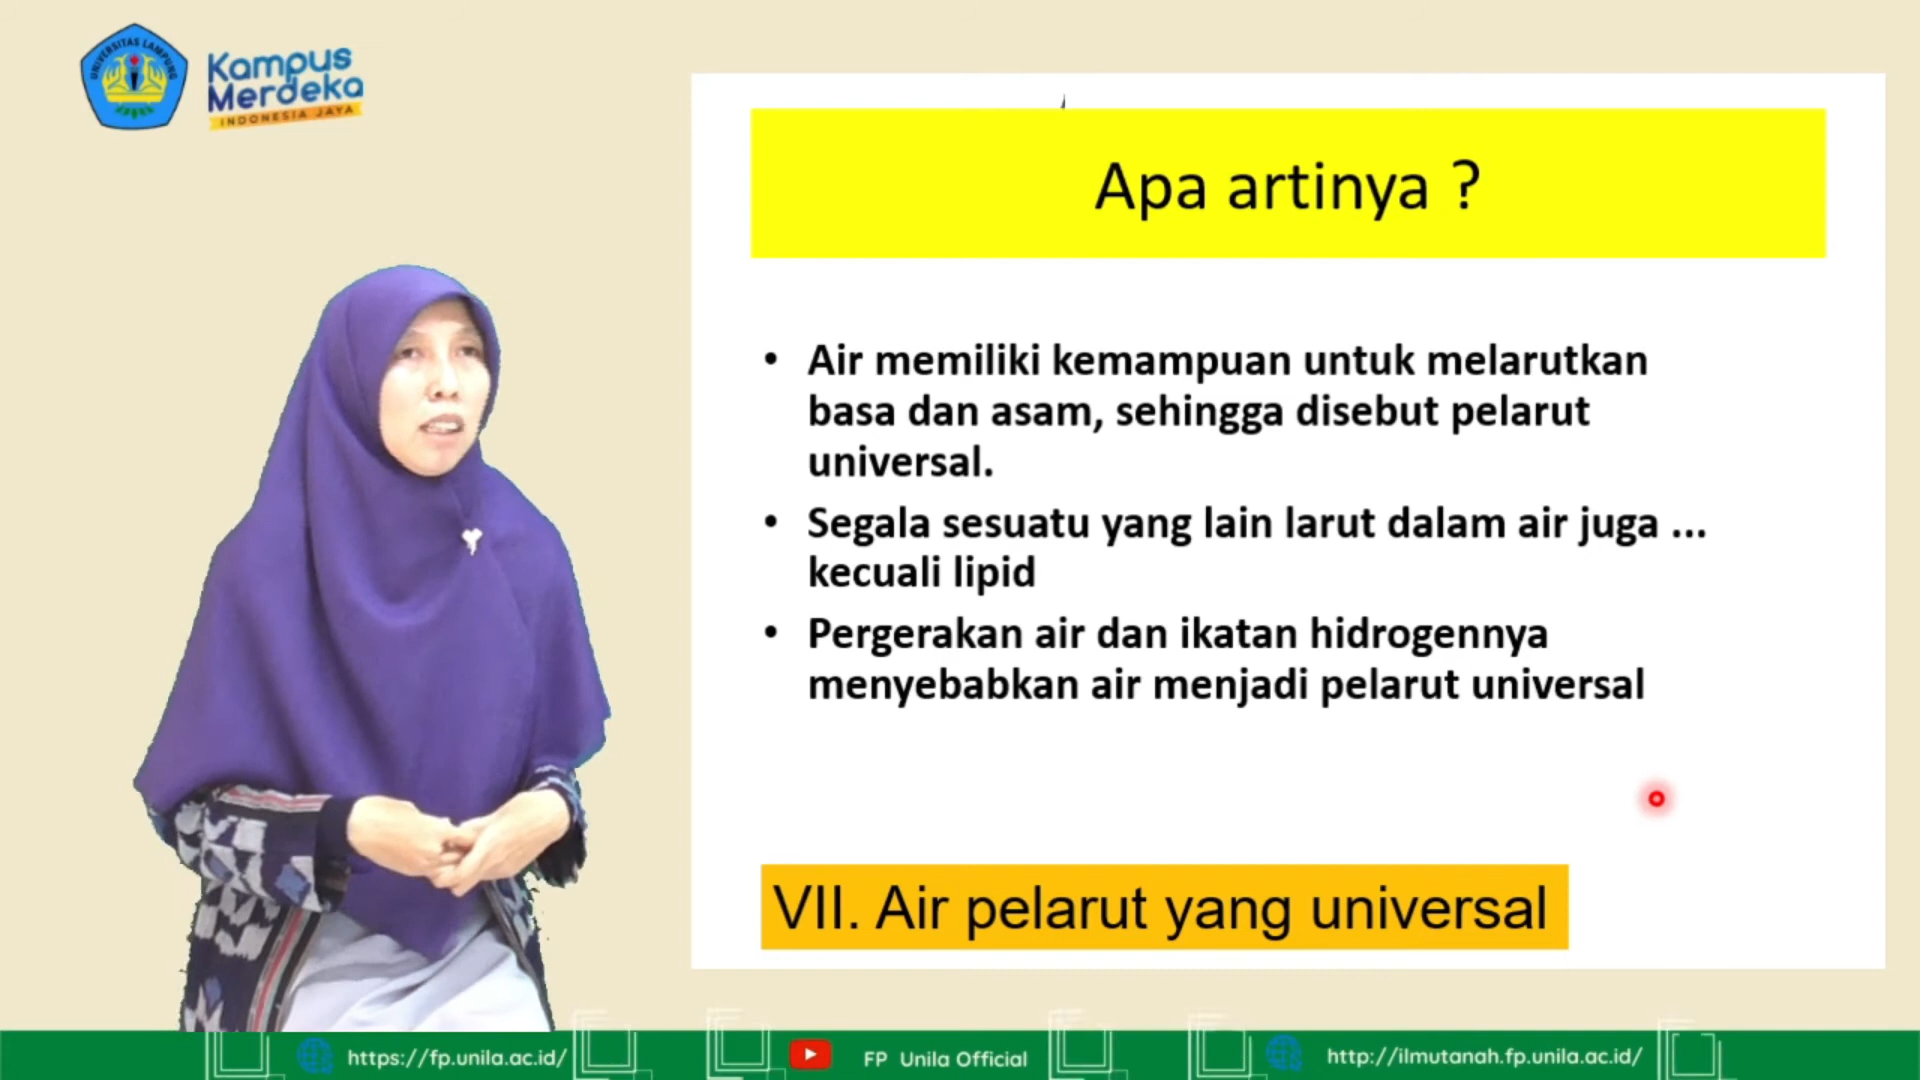 UNIVERSITAS LAMPUNG
Kampus
Merdeka
INDONESIA JAYA
Apa artinya ?
• Air memiliki kemampuan untuk melarutkan
basa dan asam, sehingga disebut pelarut
universal.
• Segala sesuatu yang lain larut dalam air juga ...
kecuali lipid
• Pergerakan air dan ikatan hidrogennya
menyebabkan air menjadi pelarut universal
VII. Air pelarut yang universal
https://fp.unila.ac.id/
FP Unila Official
http://ilmutanah.fp.unila.ac.id/